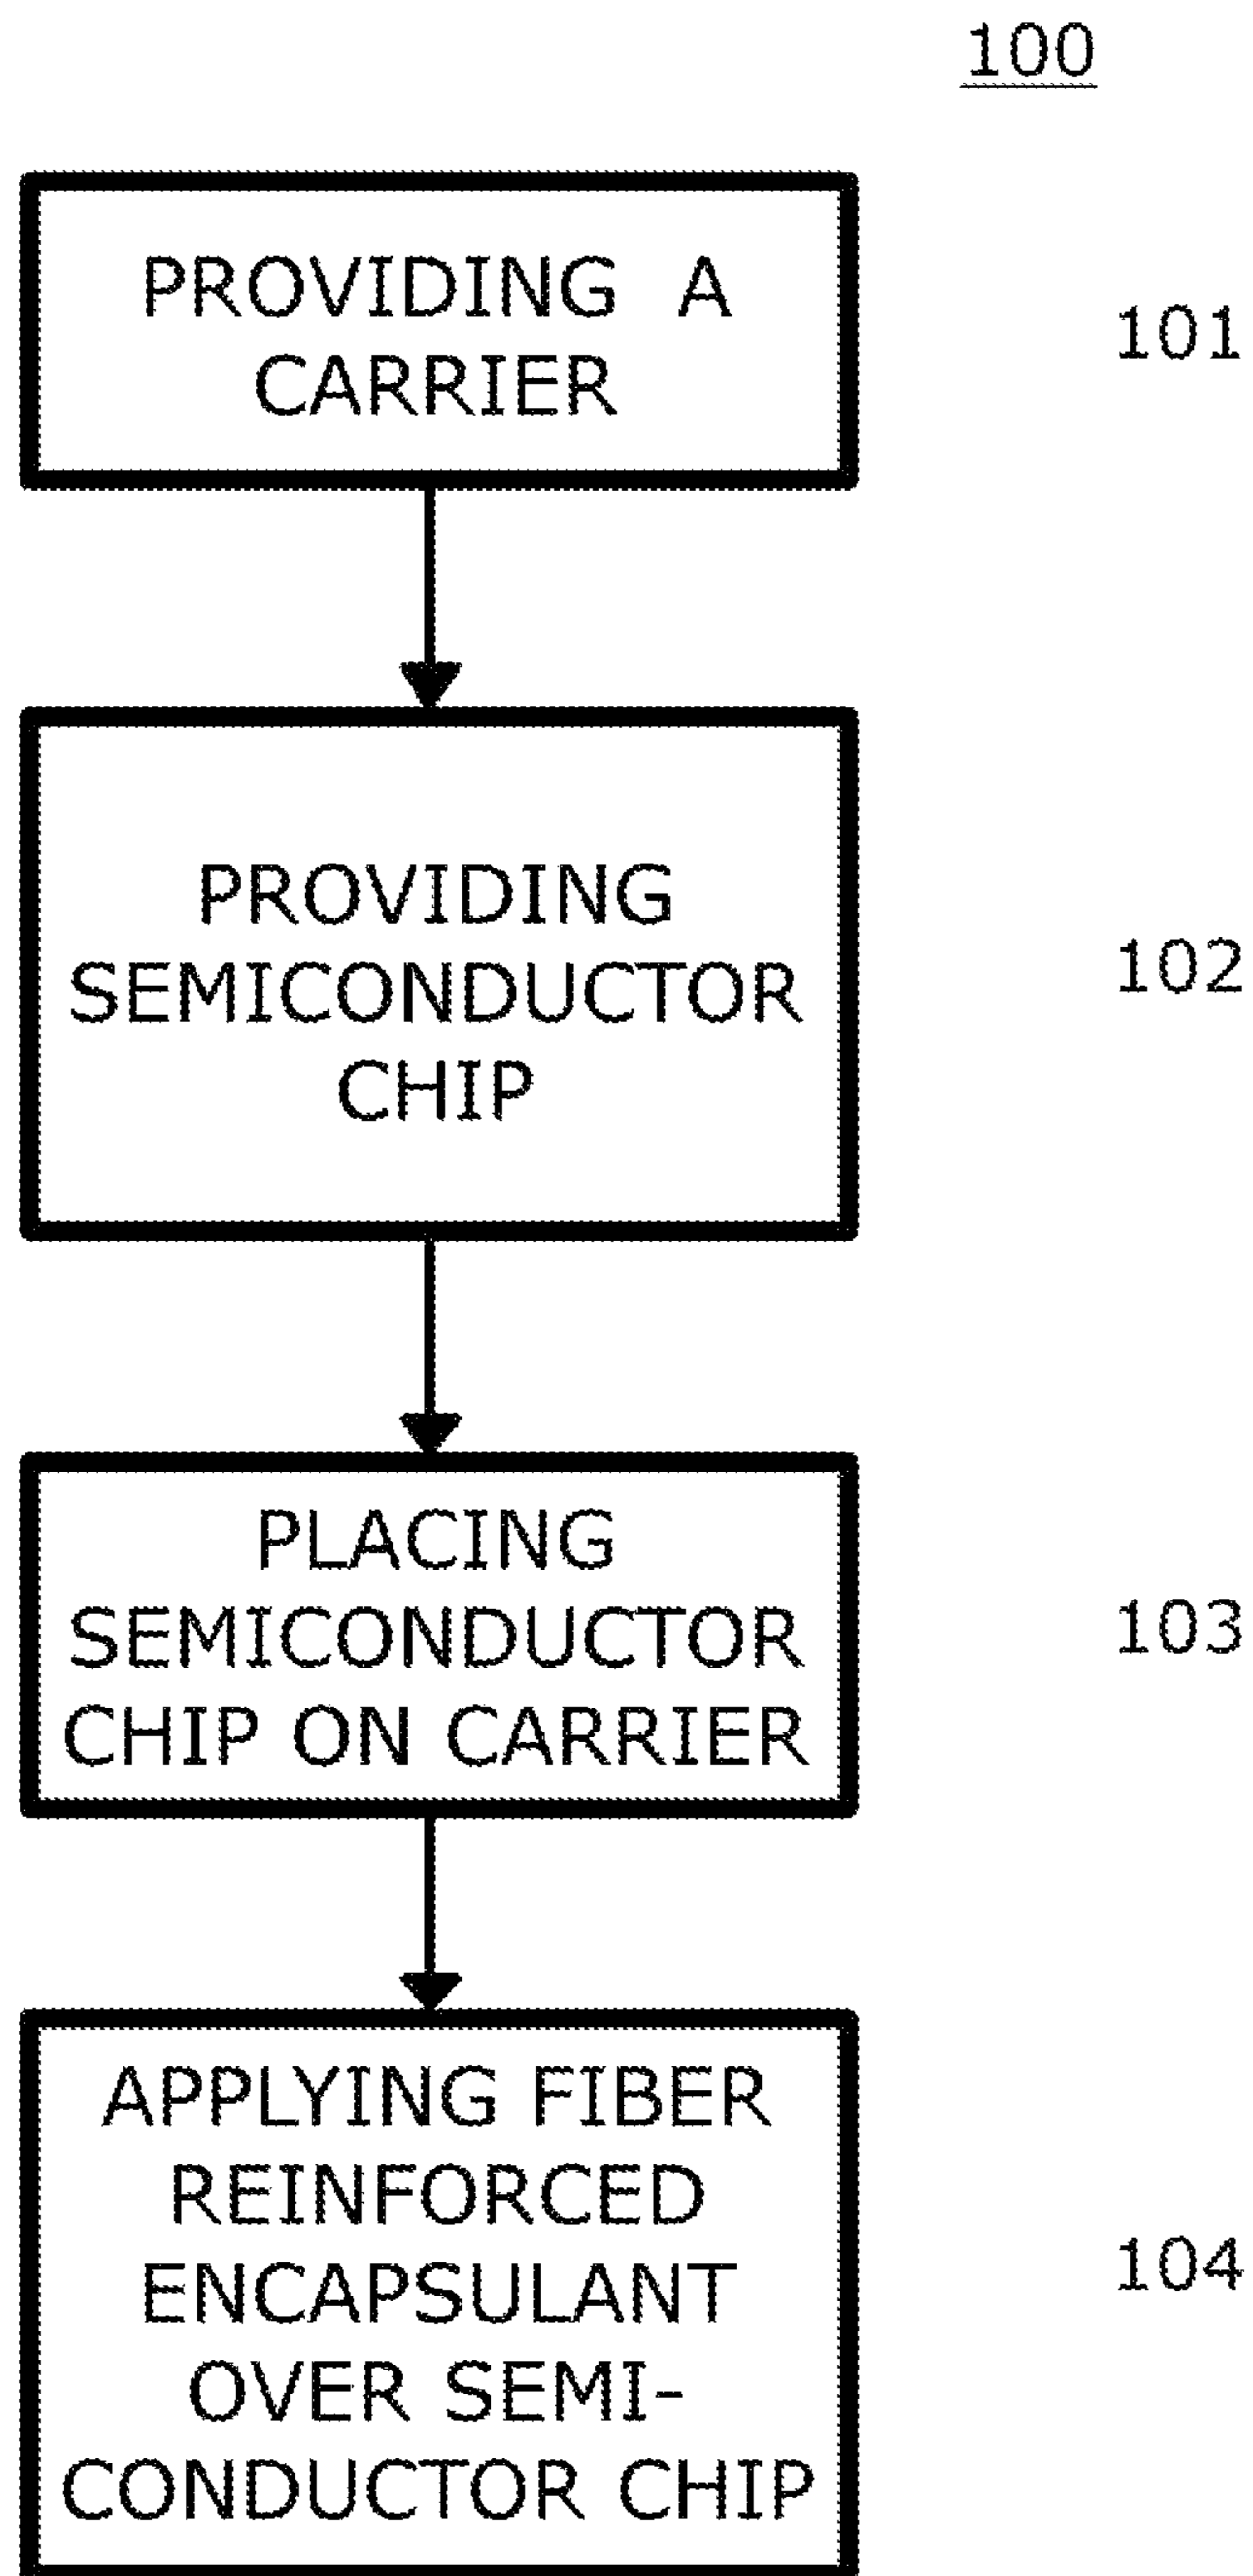 100
PROVIDING A
CARRIER
101
PROVIDING
SEMICONDUCTOR
CHIP
102
PLACING
SEMICONDUCTOR
CHIP ON CARRIER
103
APPLYING FIBER
REINFORCED
ENCAPSULANT
OVER SEMI-
CONDUCTOR CHIP
104